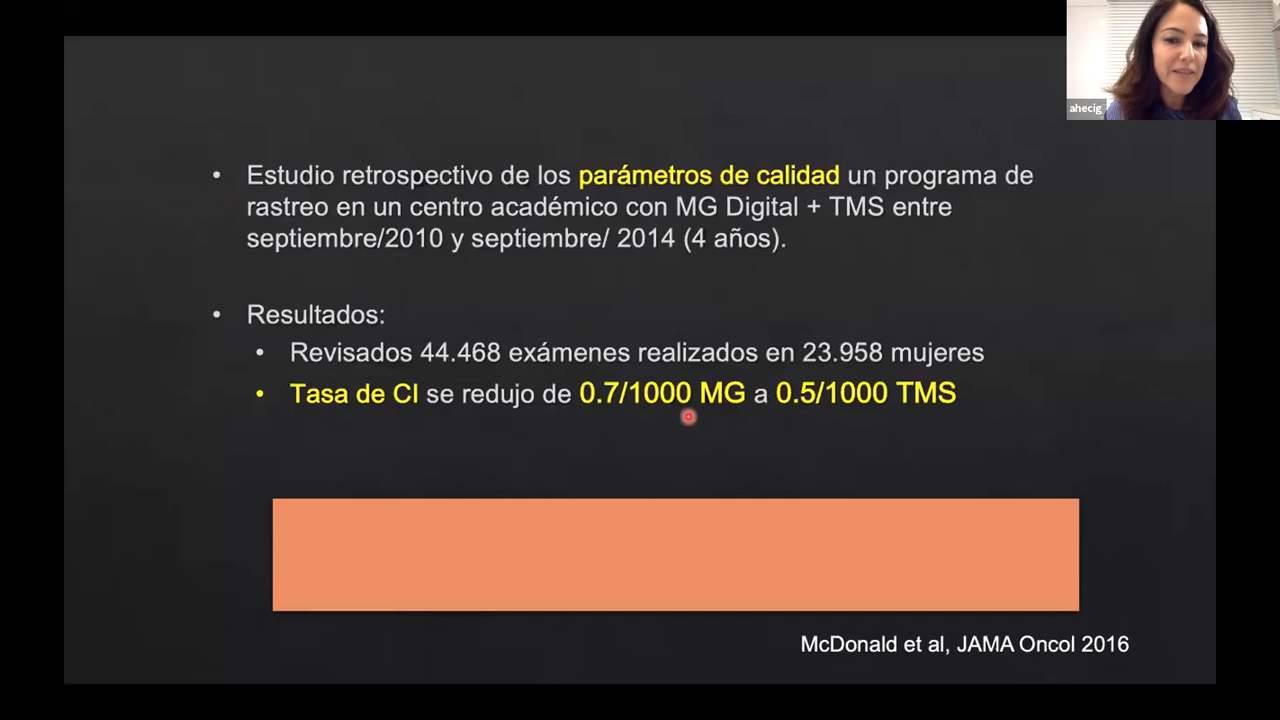 ahecig
• Estudio retrospectivo de los parámetros de calidad un programa de
rastreo en un centro académico con MG Digital + TMS entre
septiembre/2010 y septiembre/ 2014 (4 años).
• Resultados:
• Revisados 44.468 exámenes realizados en 23.958 mujeres
• Tasa de CI se redujo de 0.7/1000 MG a 0.5/1000 TMS
McDonald et al, JAMA Oncol 2016